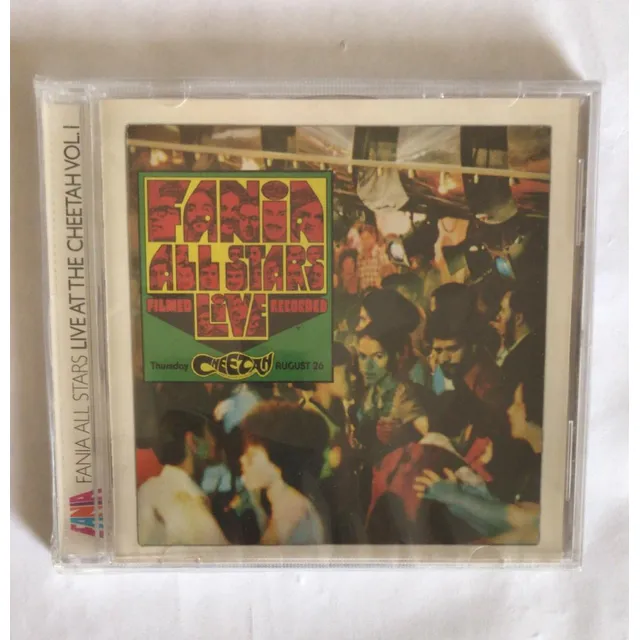 FANIA ALL STARS LIVE AT THE CHEETAH VOL. I
FANIA
FANIA
ALL STARS
FILMED LIVE RECORDED
Thursday CHEETAH AUGUST 26